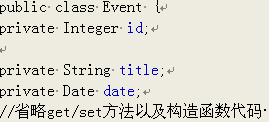 public class Event {
private Integer id;
private String title;
private Date date;
//省略get/set方法以及构造函数代码